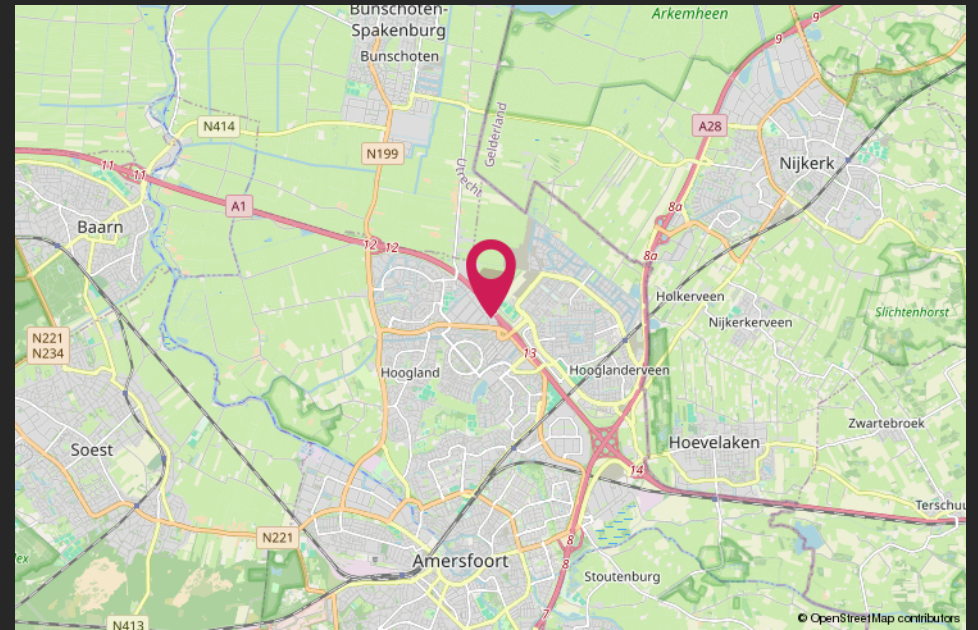 Bunschoten-
Spakenburg
Bunschoten
Arkemheen
9
9
N414
A28
N199
Gelderland
Utrecht
Nijkerk
11
11
A1
8a
Baarn
12
12
8a
Holkerveen
Nijkerkerveen
Slichtenhorst
N221
N234
13
Hoogland
Hooglanderveen
Zwartebroek
Soest
Hoevelaken
14
Terschuu
N221
8
Amersfoort
8
Stoutenburg
7
N413
© OpenStreetMap contributors